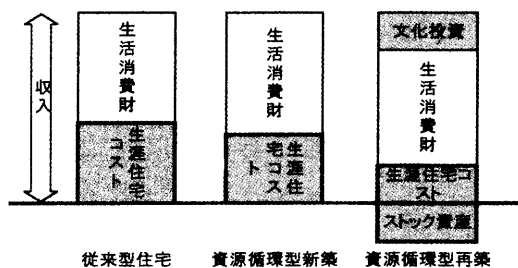 収入
生活消費財
生涯住宅
コスト
従来型住宅
生活消費財
生涯住
宅コス
ト
資源循環型新築
文化投資
生活消費財
生涯住宅コ
スト
ストック資産
資源循環型再築